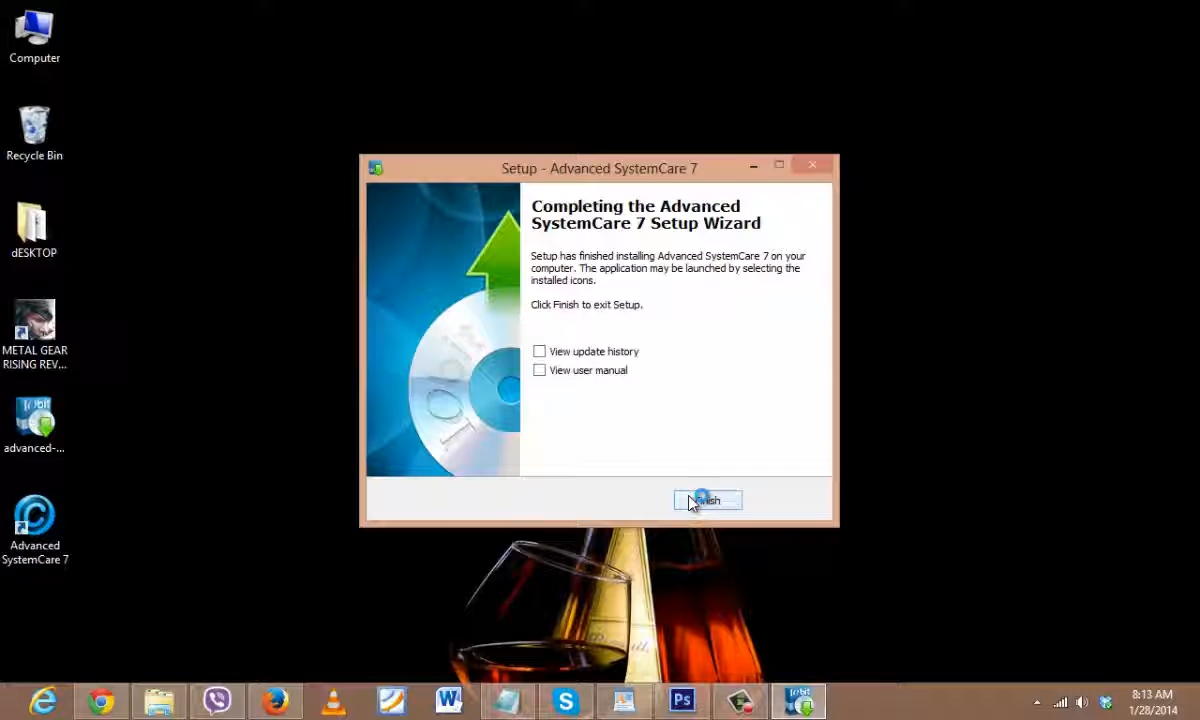 Computer
Recycle Bin
dESKTOP
METAL GEAR
RISING REV...
advanced-...
Advanced
SystemCare 7
Setup - Advanced SystemCare 7
Completing the Advanced
SystemCare 7 Setup Wizard
Setup has finished installing Advanced SystemCare 7 on your
computer. The application may be launched by selecting the
installed icons.
Click Finish to exit Setup.
View update history
View user manual
Finish
Ps
8:13 AM
1/28/2014